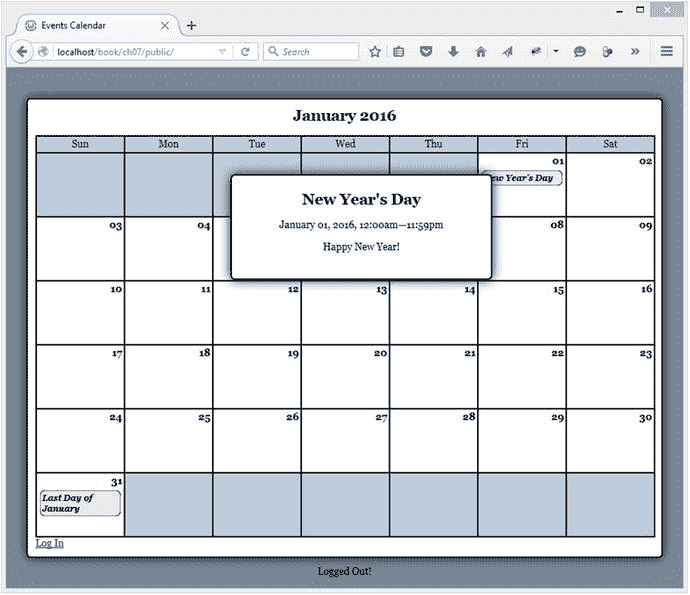 Events Calendar
localhost/book/ch07/public/
Search
January 2016
Sun Mon Tue Wed Thu Fri Sat
01 02
New Year's Day
New Year's Day
January 01, 2016, 12:00am—11:59pm
Happy New Year!
03 04 08 09
10 11 12 13 14 15 16
17 18 19 20 21 22 23
24 25 26 27 28 29 30
31
Last Day of
January
Log In
Logged Out!